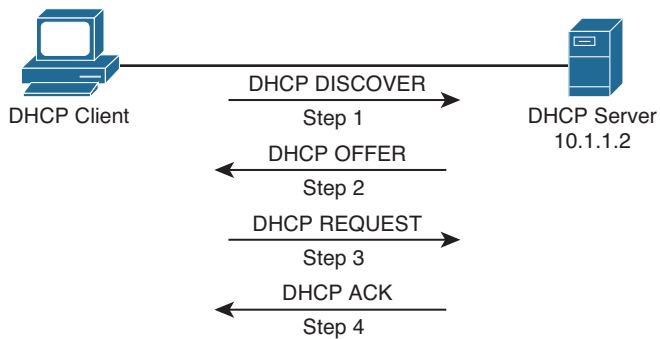 DHCP Client
DHCP Server
10.1.1.2
DHCP DISCOVER
Step 1
DHCP OFFER
Step 2
DHCP REQUEST
Step 3
DHCP ACK
Step 4